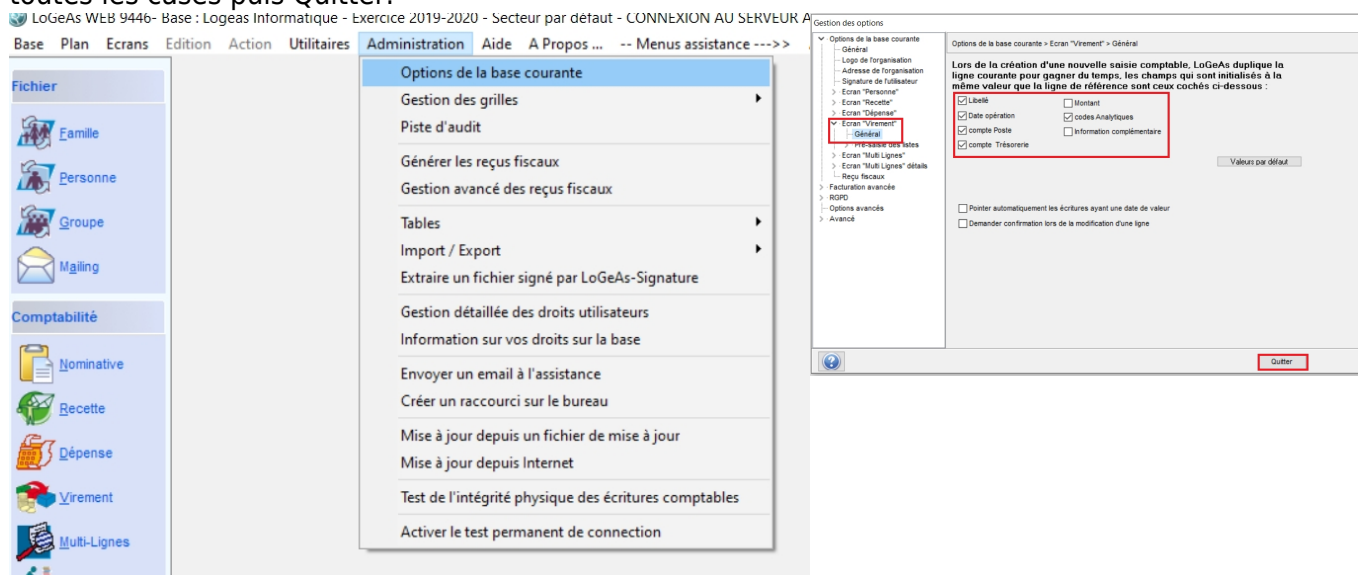 toutes les cases puis Quitter.
LoGeAs WEB 9446- Base : Logeas Informatique - Exercice 2019-2020 - Secteur par défaut - CONNEXION AU SERVEUR A
Base Plan Ecrans Edition Action Utilitaires Administration Aide A Propos ... -- Menus assistance --->>
Fichier
Famille
Personne
Groupe
Mailing
Comptabilité
Nominative
Recette
Dépense
Virement
Multi-Lignes
Options de la base courante
Gestion des grilles
Piste d'audit
Générer les reçus fiscaux
Gestion avancé des reçus fiscaux
Tables
Import / Export
Extraire un fichier signé par LoGeAs-Signature
Gestion détaillée des droits utilisateurs
Information sur vos droits sur la base
Envoyer un email à l'assistance
Créer un raccourci sur le bureau
Mise à jour depuis un fichier de mise à jour
Mise à jour depuis Internet
Test de l'intégrité physique des écritures comptables
Activer le test permanent de connection
Gestion des options
Options de la base courante
Général
Logo de l'organisation
Adresse de l'organisation
Signature de l'utilisateur
Ecran "Personne"
Ecran "Recette"
Ecran "Dépense"
Ecran "Virement"
Général
Pré-saisie des listes
Ecran "Multi Lignes"
Ecran "Multi Lignes" détails
Reçu fiscaux
Facturation avancée
RGPD
Options avancés
Avancé
Options de la base courante > Ecran "Virement" > Général
Lors de la création d'une nouvelle saisie comptable, LoGeAs duplique la
ligne courante pour gagner du temps, les champs qui sont initialisés à la
même valeur que la ligne de référence sont ceux cochés ci-dessous :
Libellé Montant
Date opération codes Analytiques
compte Poste Information complémentaire
compte Trésorerie
Valeurs par défaut
Pointer automatiquement les écritures ayant une date de valeur
Demander confirmation lors de la modification d'une ligne
Quitter